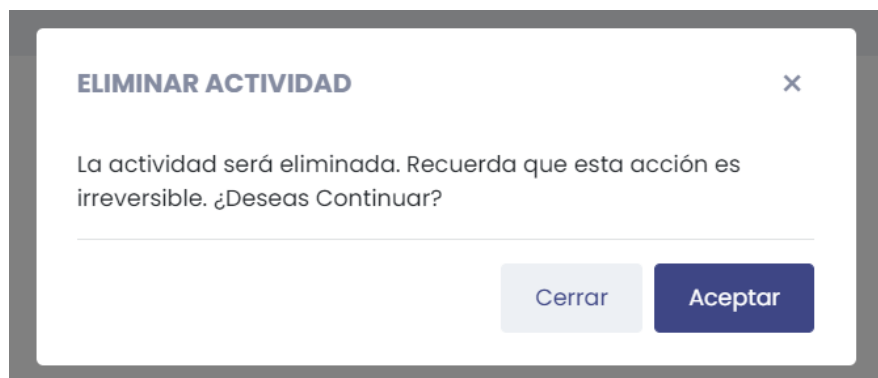 ELIMINAR ACTIVIDAD
La actividad será eliminada. Recuerda que esta acción es
irreversible. ¿Deseas Continuar?
Cerrar
Aceptar